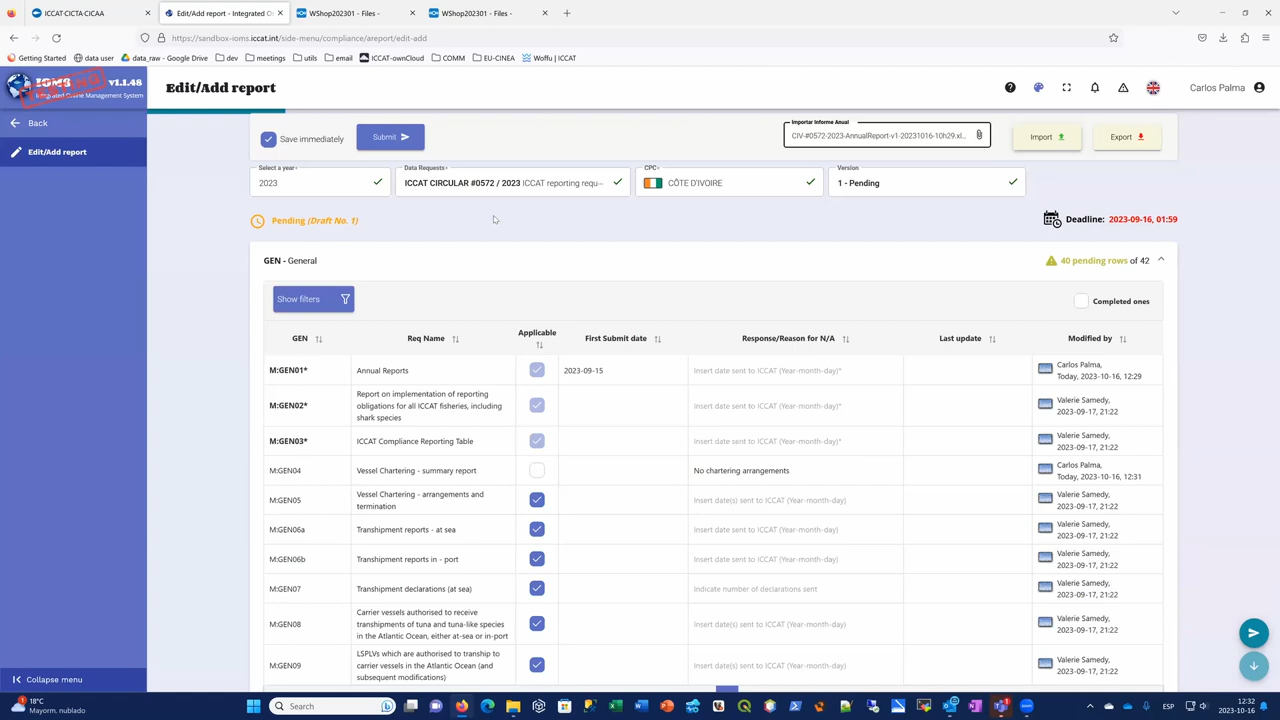 ICCAT·CICTA·CICAA
Edit/Add report - Integrated O
WShop202301 - Files -
WShop202301 - Files -
https://sandbox-ioms.iccat.int/side-menu/compliance/areport/edit-add
Getting Started
data user
data_raw - Google Drive
dev
meetings
utils
email
ICCAT-ownCloud
COMM
EU-CINEA
Woffu | ICCAT
IOMS v1.1.48
Integrated Online Management System
TESTING
Edit/Add report
Carlos Palma
Back
Edit/Add report
Save immediately
Submit
Importar Informe Anual
CIV-#0572-2023-AnnualReport-v1-20231016-10h29.xl...
Import
Export
Select a year*
2023
Data Requests*
ICCAT CIRCULAR #0572 / 2023 ICCAT reporting requ...
CPC*
CÔTE D'IVOIRE
Version
1 - Pending
Pending (Draft No. 1)
Deadline: 2023-09-16, 01:59
GEN - General
40 pending rows of 42
Show filters
Completed ones
GEN
Req Name
Applicable
First Submit date
Response/Reason for N/A
Last update
Modified by
M:GEN01*
Annual Reports
2023-09-15
Insert date sent to ICCAT (Year-month-day)*
Carlos Palma,
Today, 2023-10-16, 12:29
M:GEN02*
Report on implementation of reporting
obligations for all ICCAT fisheries, including
shark species
Insert date sent to ICCAT (Year-month-day)*
Valerie Samedy,
2023-09-17, 21:22
M:GEN03*
ICCAT Compliance Reporting Table
Insert date sent to ICCAT (Year-month-day)*
Valerie Samedy,
2023-09-17, 21:22
M:GEN04
Vessel Chartering - summary report
No chartering arrangements
Carlos Palma,
Today, 2023-10-16, 12:31
M:GEN05
Vessel Chartering - arrangements and
termination
Insert date(s) sent to ICCAT (Year-month-day)
Valerie Samedy,
2023-09-17, 21:22
M:GEN06a
Transhipment reports - at sea
Insert date(s) sent to ICCAT (Year-month-day)
Valerie Samedy,
2023-09-17, 21:22
M:GEN06b
Transhipment reports in - port
Insert date(s) sent to ICCAT (Year-month-day)
Valerie Samedy,
2023-09-17, 21:22
M:GEN07
Transhipment declarations (at sea)
Indicate number of declarations sent
Valerie Samedy,
2023-09-17, 21:22
M:GEN08
Carrier vessels authorised to receive
transhipments of tuna and tuna-like species
in the Atlantic Ocean, either at-sea or in-port
Insert date(s) sent to ICCAT (Year-month-day)
Valerie Samedy,
2023-09-17, 21:22
M:GEN09
LSPLVs which are authorised to tranship to
carrier vessels in the Atlantic Ocean (and
subsequent modifications)
Insert date(s) sent to ICCAT (Year-month-day)
Valerie Samedy,
2023-09-17, 21:22
Collapse menu
18°C
Mayorm. nublado
Search
ESP
12:32
2023-10-16